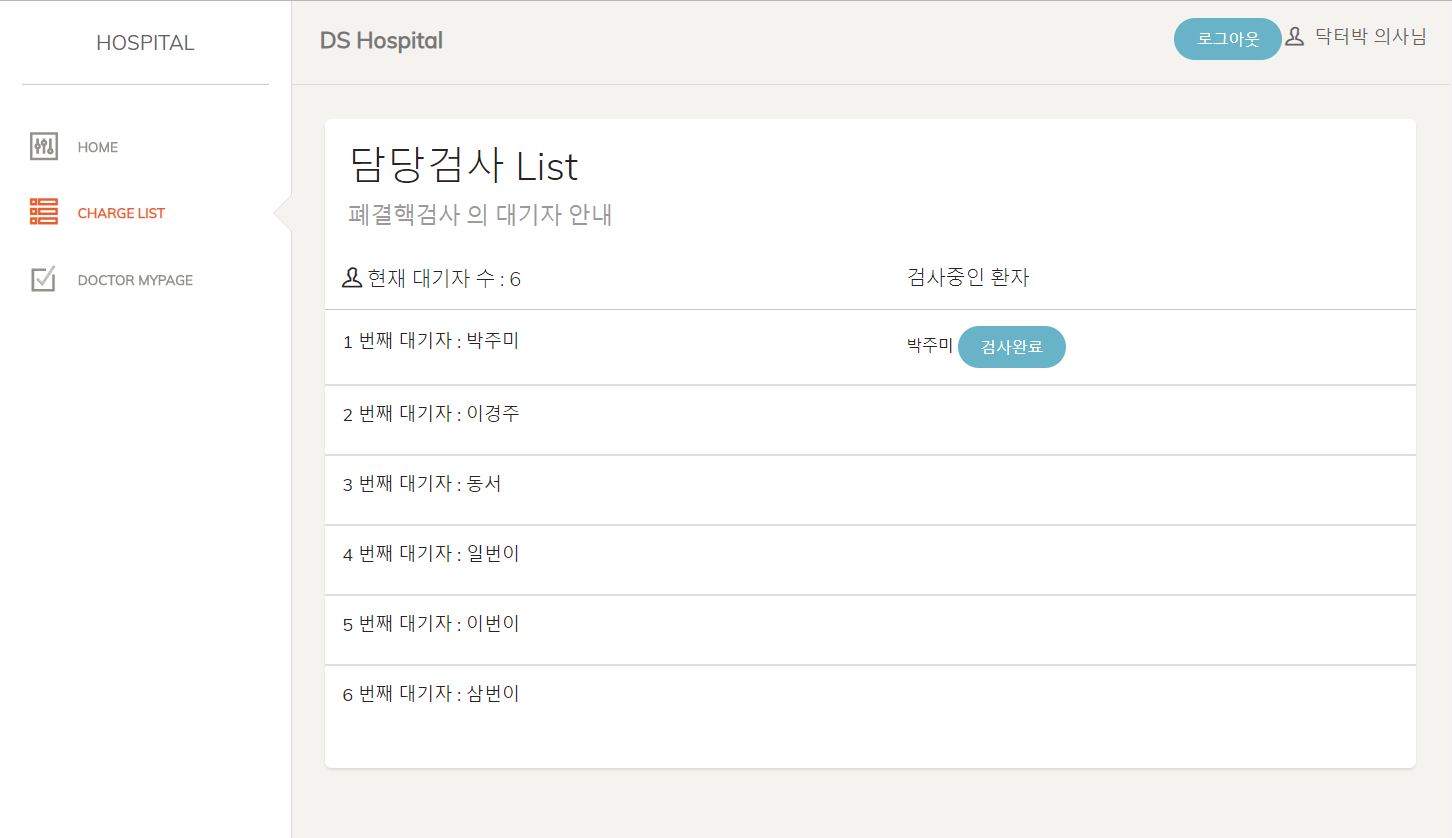 HOSPITAL
DS Hospital
로그아웃 닥터박 의사님
HOME
CHARGE LIST
DOCTOR MYPAGE
담당검사 List
폐결핵검사 의 대기자 안내
현재 대기자 수 : 6 검사중인 환자
1 번째 대기자 : 박주미 박주미 검사완료
2 번째 대기자 : 이경주
3 번째 대기자 : 동서
4 번째 대기자 : 일번이
5 번째 대기자 : 이번이
6 번째 대기자 : 삼번이